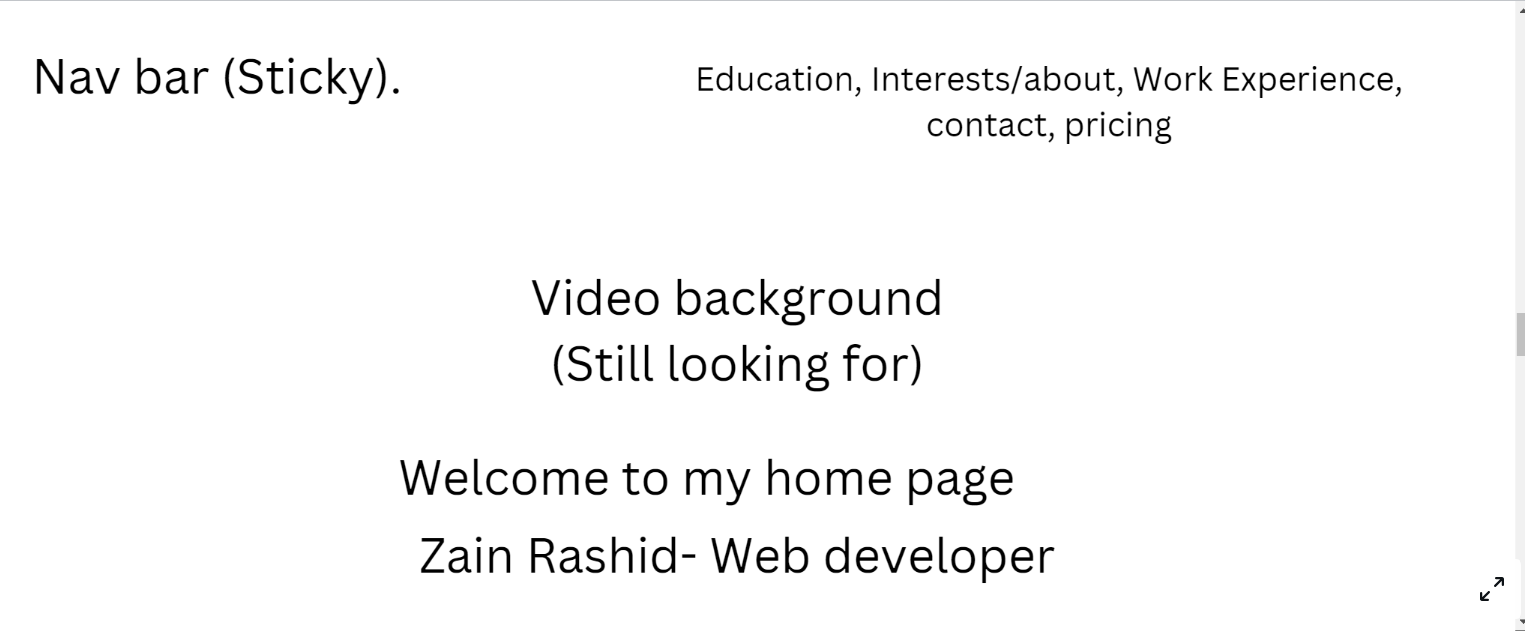 Nav bar (Sticky).
Education, Interests/about, Work Experience,
contact, pricing
Video background
(Still looking for)
Welcome to my home page
Zain Rashid- Web developer